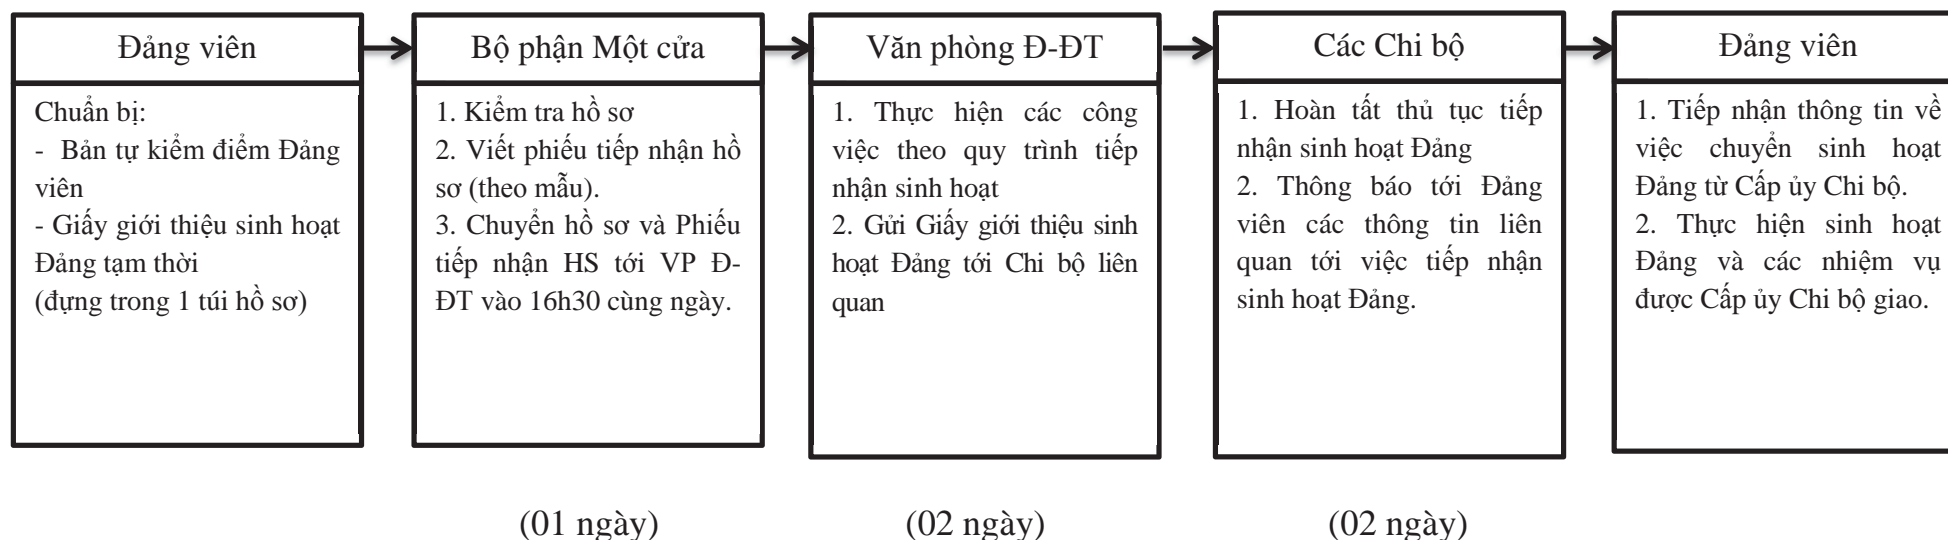 Đảng viên
Chuẩn bị:
- Bản tự kiểm điểm Đảng
viên
- Giấy giới thiệu sinh hoạt
Đảng tạm thời
(đựng trong 1 túi hồ sơ)
Bộ phận Một cửa
1. Kiểm tra hồ sơ
2. Viết phiếu tiếp nhận hồ
sơ (theo mẫu).
3. Chuyển hồ sơ và Phiếu
tiếp nhận HS tới VP Đ-
ĐT vào 16h30 cùng ngày.
(01 ngày)
Văn phòng Đ-ĐT
1. Thực hiện các công
việc theo quy trình tiếp
nhận sinh hoạt
2. Gửi Giấy giới thiệu sinh
hoạt Đảng tới Chi bộ liên
quan
(02 ngày)
Các Chi bộ
1. Hoàn tất thủ tục tiếp
nhận sinh hoạt Đảng
2. Thông báo tới Đảng
viên các thông tin liên
quan tới việc tiếp nhận
sinh hoạt Đảng.
(02 ngày)
Đảng viên
1. Tiếp nhận thông tin về
việc chuyển sinh hoạt
Đảng từ Cấp ủy Chi bộ.
2. Thực hiện sinh hoạt
Đảng và các nhiệm vụ
được Cấp ủy Chi bộ giao.